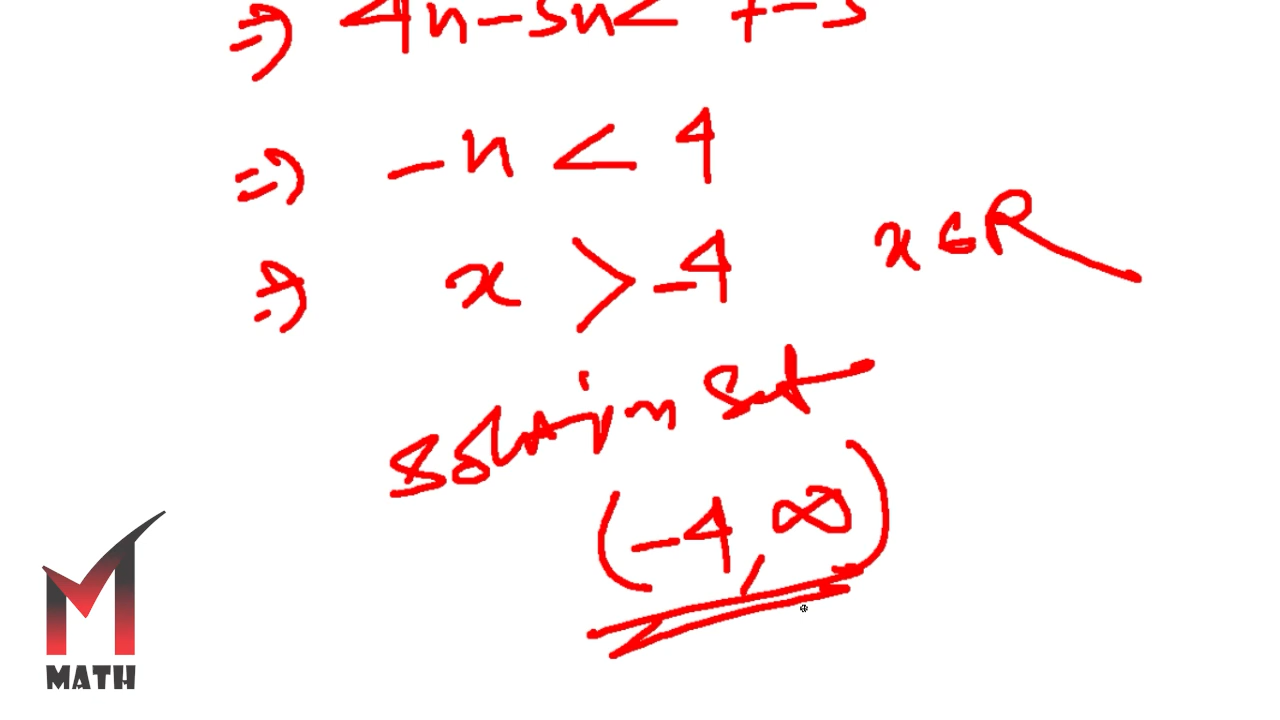 ⇒ 4x-5x< 7-3
⇒ -x < 4
⇒ x > -4 x∈R
Solution Set
(-4, ∞)
MATH